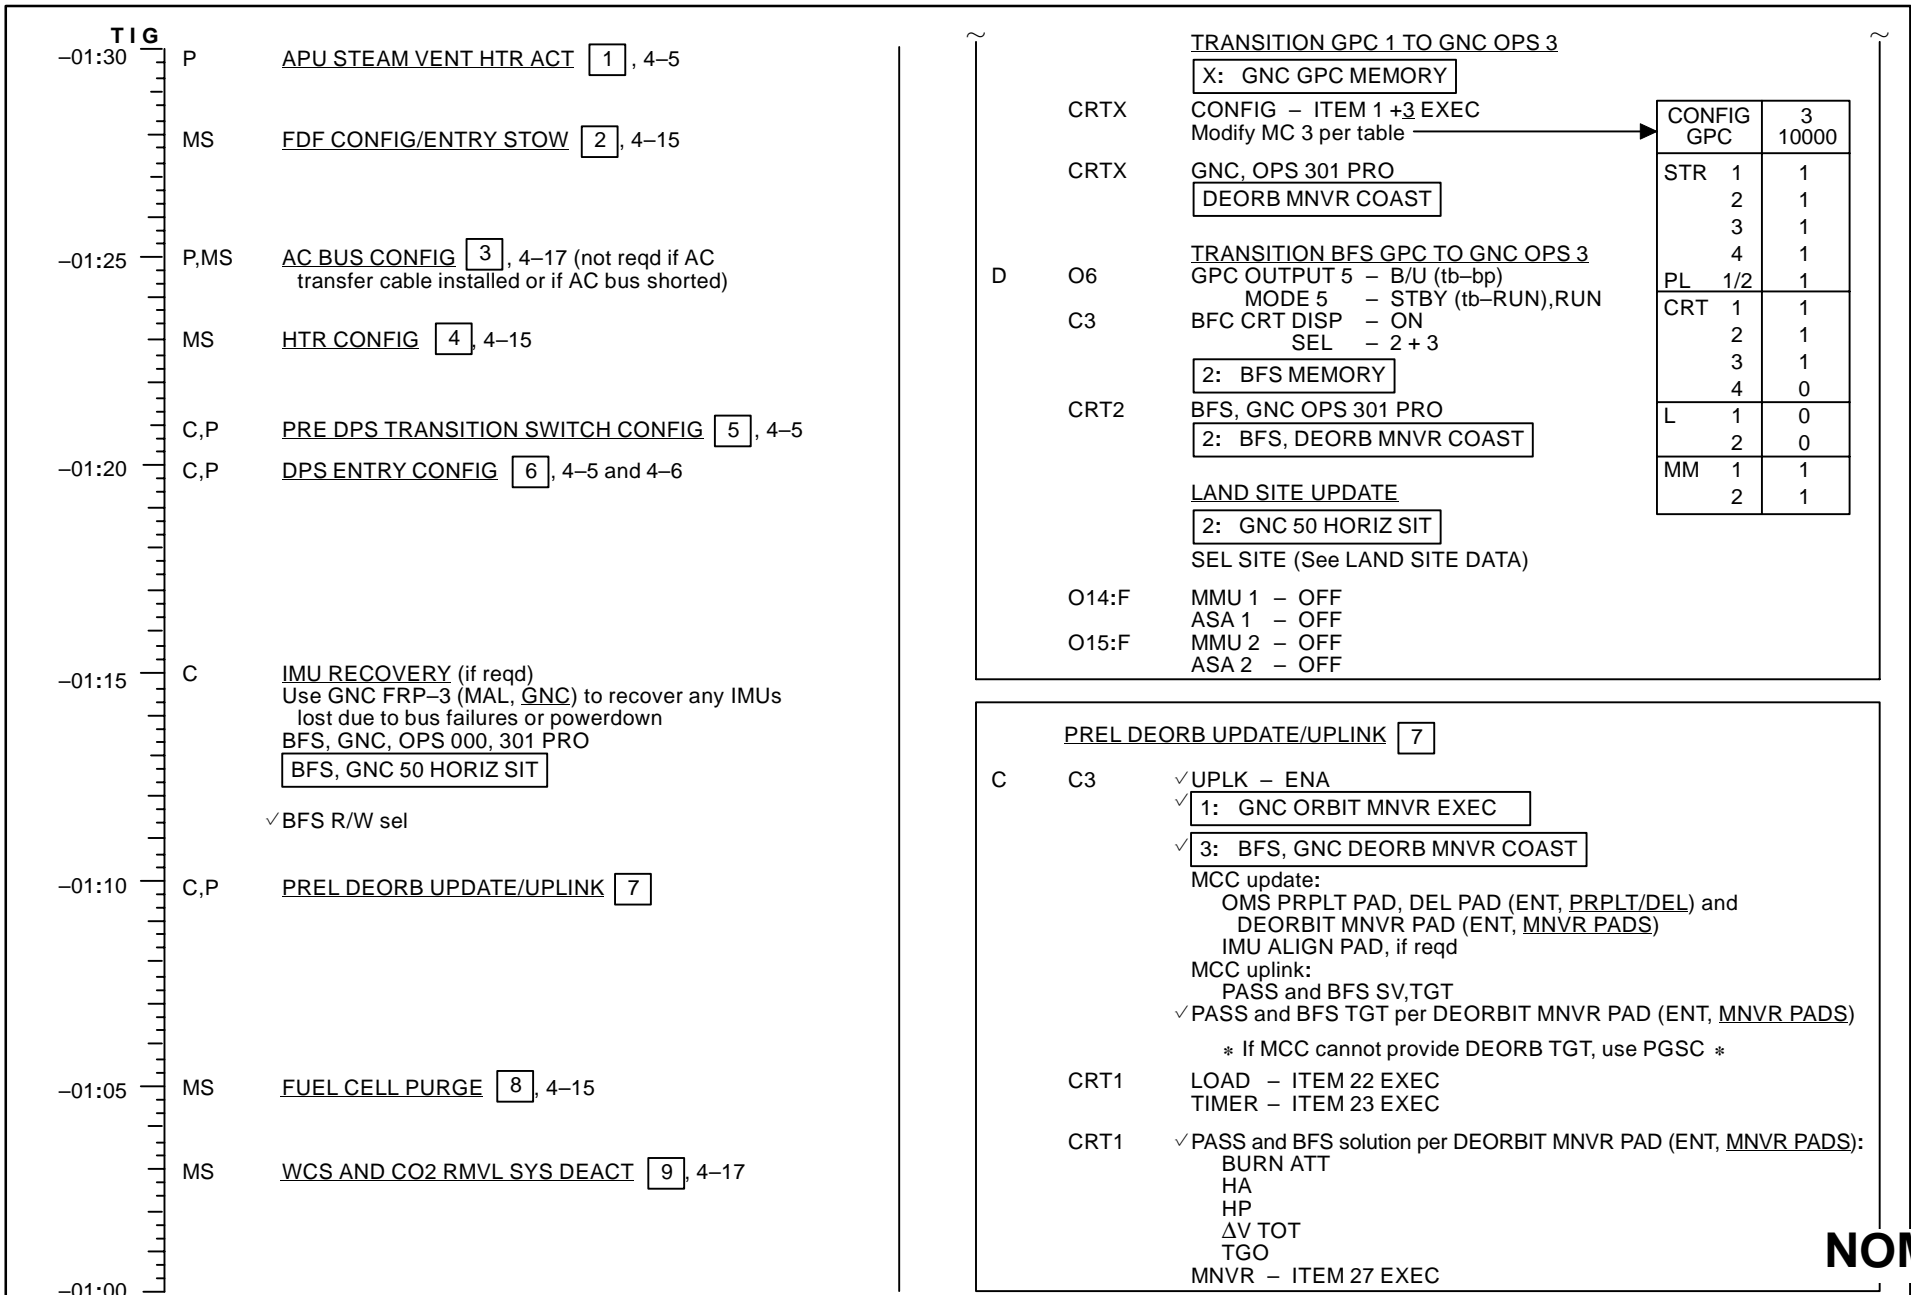 TIG
–01:30 P APU STEAM VENT HTR ACT 1 , 4–5
MS FDF CONFIG/ENTRY STOW 2 , 4–15
–01:25 P,MS AC BUS CONFIG 3 , 4–17 (not reqd if AC
transfer cable installed or if AC bus shorted)
MS HTR CONFIG 4 , 4–15
C,P PRE DPS TRANSITION SWITCH CONFIG 5 , 4–5
–01:20 C,P DPS ENTRY CONFIG 6 , 4–5 and 4–6
–01:15 C IMU RECOVERY (if reqd)
Use GNC FRP–3 (MAL, GNC) to recover any IMUs
lost due to bus failures or powerdown
BFS, GNC, OPS 000, 301 PRO
BFS, GNC 50 HORIZ SIT
✓BFS R/W sel
–01:10 C,P PREL DEORB UPDATE/UPLINK 7
–01:05 MS FUEL CELL PURGE 8 , 4–15
MS WCS AND CO2 RMVL SYS DEACT 9 , 4–17
–01:00
~ ~
TRANSITION GPC 1 TO GNC OPS 3
X: GNC GPC MEMORY
CRTX CONFIG – ITEM 1 +3 EXEC
Modify MC 3 per table
CRTX GNC, OPS 301 PRO
DEORB MNVR COAST
TRANSITION BFS GPC TO GNC OPS 3
D O6 GPC OUTPUT 5 – B/U (tb–bp)
MODE 5 – STBY (tb–RUN),RUN
C3 BFC CRT DISP – ON
SEL – 2 + 3
2: BFS MEMORY
CRT2 BFS, GNC OPS 301 PRO
2: BFS, DEORB MNVR COAST
LAND SITE UPDATE
2: GNC 50 HORIZ SIT
SEL SITE (See LAND SITE DATA)
O14:F MMU 1 – OFF
ASA 1 – OFF
O15:F MMU 2 – OFF
ASA 2 – OFF
CONFIG 3
GPC 10000
STR 1 1
2 1
3 1
4 1
PL 1/2 1
CRT 1 1
2 1
3 1
4 0
L 1 0
2 0
MM 1 1
2 1
PREL DEORB UPDATE/UPLINK 7
C C3 ✓UPLK – ENA
✓1: GNC ORBIT MNVR EXEC
✓3: BFS, GNC DEORB MNVR COAST
MCC update:
OMS PRPLT PAD, DEL PAD (ENT, PRPLT/DEL) and
DEORBIT MNVR PAD (ENT, MNVR PADS)
IMU ALIGN PAD, if reqd
MCC uplink:
PASS and BFS SV,TGT
✓PASS and BFS TGT per DEORBIT MNVR PAD (ENT, MNVR PADS)
* If MCC cannot provide DEORB TGT, use PGSC *
CRT1 LOAD – ITEM 22 EXEC
TIMER – ITEM 23 EXEC
CRT1 ✓PASS and BFS solution per DEORBIT MNVR PAD (ENT, MNVR PADS):
BURN ATT
HA
HP
ΔV TOT
TGO
MNVR – ITEM 27 EXEC